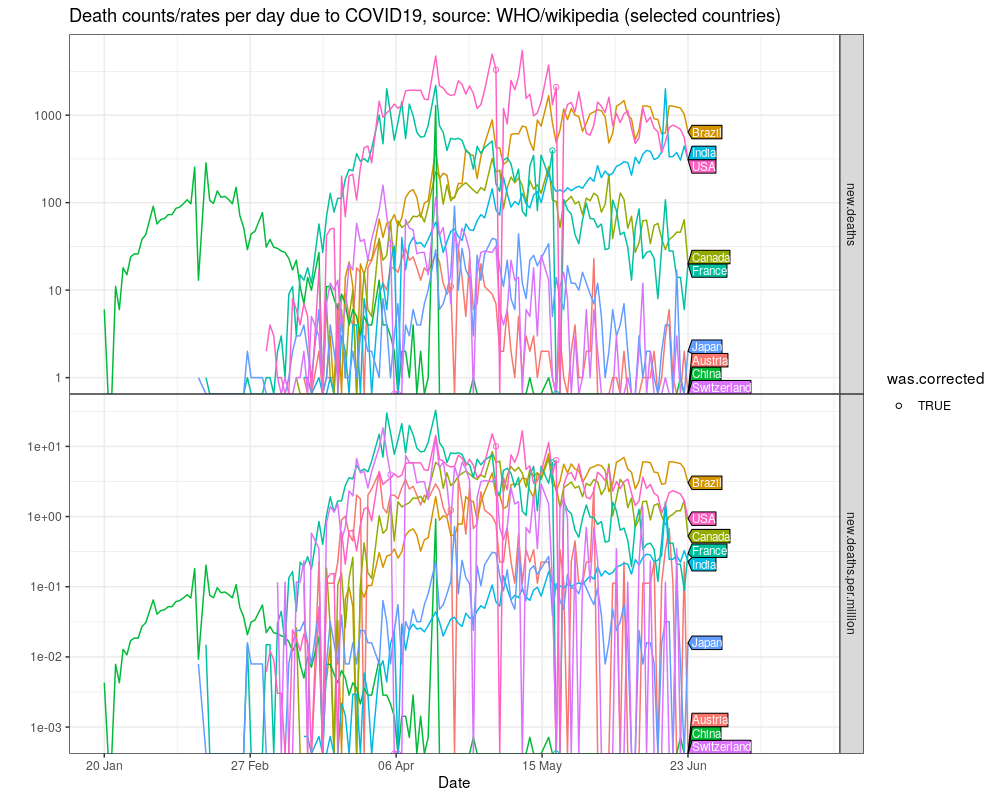 Death counts/rates per day due to COVID19, source: WHO/wikipedia (selected countries)
1000
100
10
1
Brazil
India
USA
Canada
France
Japan
Austria
China
Switzerland
new.deaths
was.corrected
TRUE
1e+01
1e+00
1e-01
1e-02
1e-03
Brazil
USA
Canada
France
India
Japan
Austria
China
Switzerland
new.deaths.per.million
20 Jan
27 Feb
06 Apr
15 May
23 Jun
Date